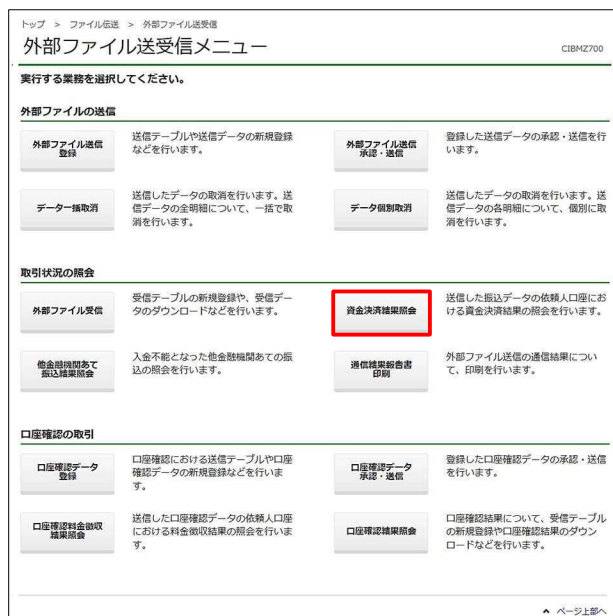 トップ > ファイル伝送 > 外部ファイル送受信
外部ファイル送受信メニュー
CIBMZ700
実行する業務を選択してください。
外部ファイルの送信
外部ファイル送信
登録
送信テーブルや送信データの新規登録
などを行います。
外部ファイル送信
承認・送信
登録した送信データの承認・送信を行
います。
データ一括取消
送信したデータの取消を行います。送
信データの全明細について、一括で取
消を行います。
データ個別取消
送信したデータの取消を行います。送
信データの各明細について、個別に取
消を行います。
取引状況の照会
外部ファイル受信
受信テーブルの新規登録や、受信デー
タのダウンロードなどを行います。
資金決済結果照会
送信した振込データの依頼人口座にお
ける資金決済結果の照会を行います。
他金融機関あて
振込結果照会
入金不能となった他金融機関あての振
込の照会を行います。
通信結果報告書
印刷
外部ファイル送信の通信結果につい
て、印刷を行います。
口座確認の取引
口座確認データ
登録
口座確認における送信テーブルや口座
確認データの新規登録などを行いま
す。
口座確認データ
承認・送信
登録した口座確認データの承認・送信
を行います。
口座確認料金徴収
結果照会
送信した口座確認データの依頼人口座
における料金徴収結果の照会を行いま
す。
口座確認結果照会
口座確認結果について、受信テーブル
の新規登録や口座確認結果のダウン
ロードなどを行います。
ページ上部へ